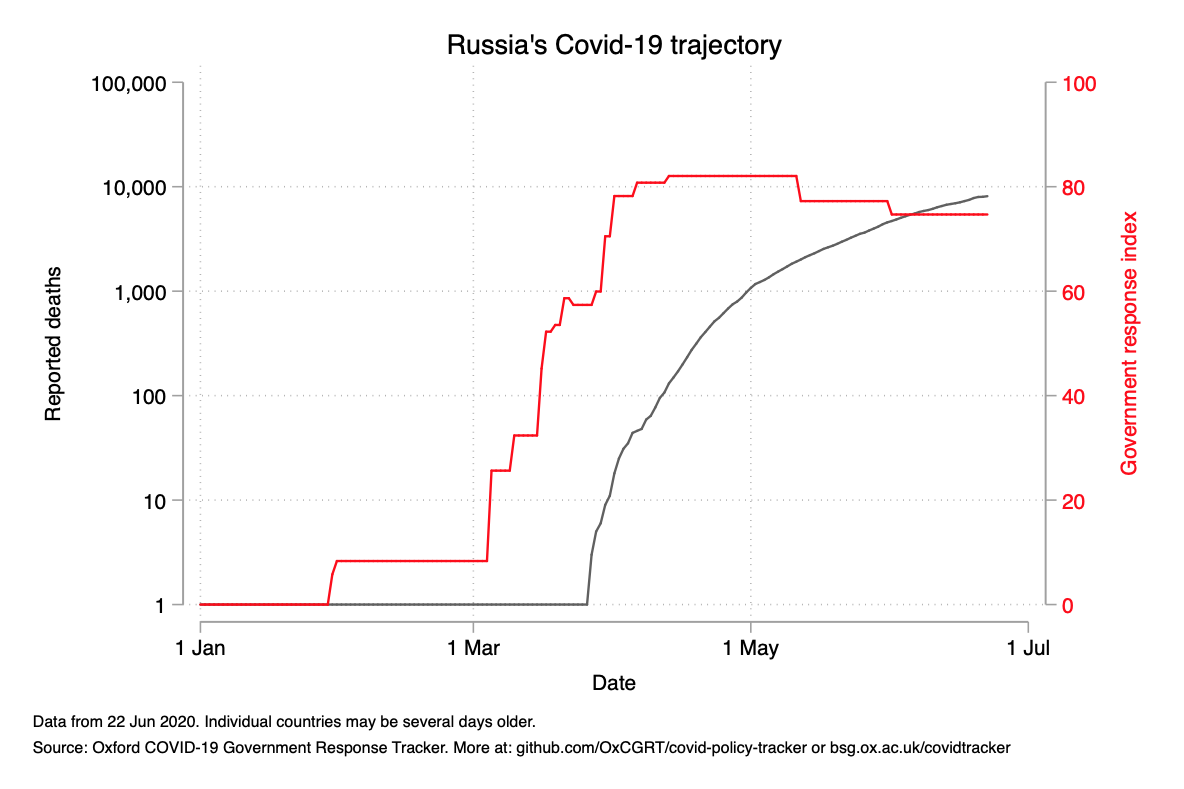 Russia's Covid-19 trajectory
100,000
10,000
1,000
100
10
1
Reported deaths
100
80
60
40
20
0
Government response index
1 Jan 1 Mar 1 May 1 Jul
Date
Data from 22 Jun 2020. Individual countries may be several days older.
Source: Oxford COVID-19 Government Response Tracker. More at: github.com/OxCGRT/covid-policy-tracker or bsg.ox.ac.uk/covidtracker